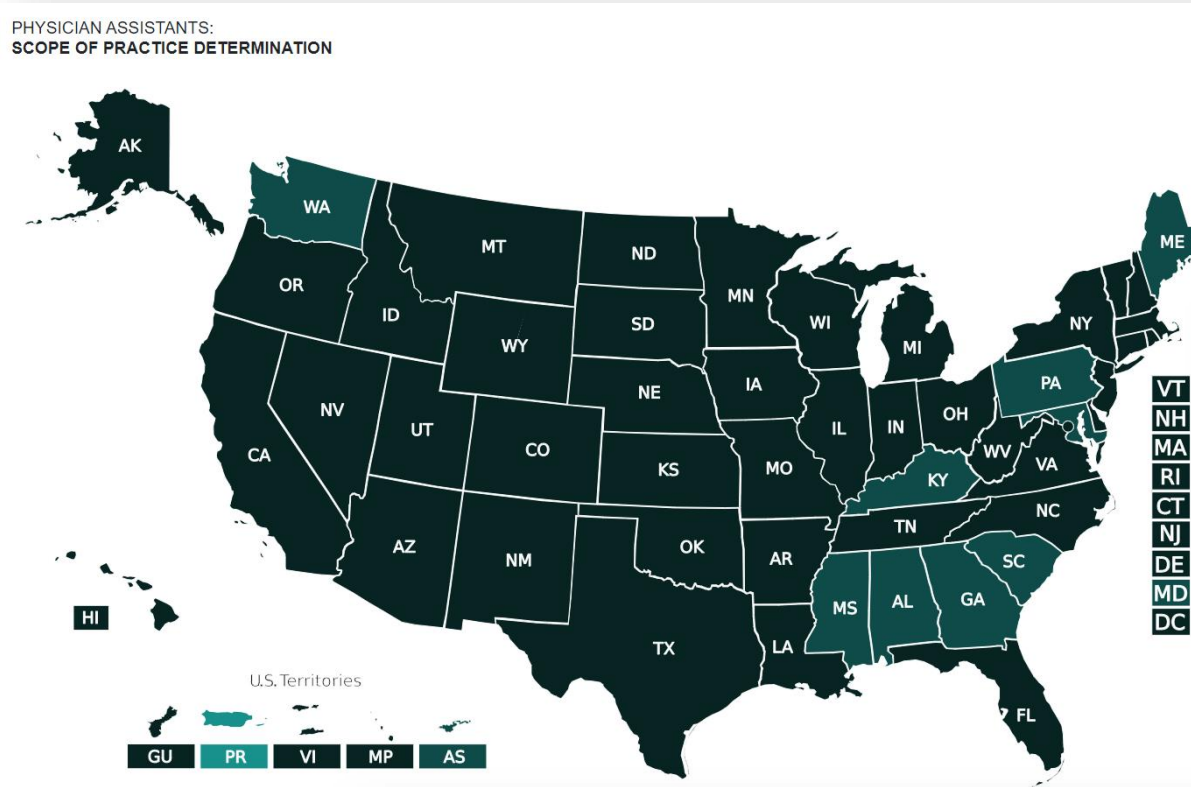 PHYSICIAN ASSISTANTS:
SCOPE OF PRACTICE DETERMINATION
AK
WA
ME
MT
ND
OR
MN
ID
SD
WI
NY
WY
MI
IA
PA
NE
NV
OH
UT
IL
IN
CO
WV
CA
VA
KS
MO
KY
NC
TN
AZ
OK
NM
AR
SC
MS
AL
GA
HI
TX
LA
FL
VT
NH
MA
RI
CT
NJ
DE
MD
DC
U.S. Territories
GU PR VI MP AS